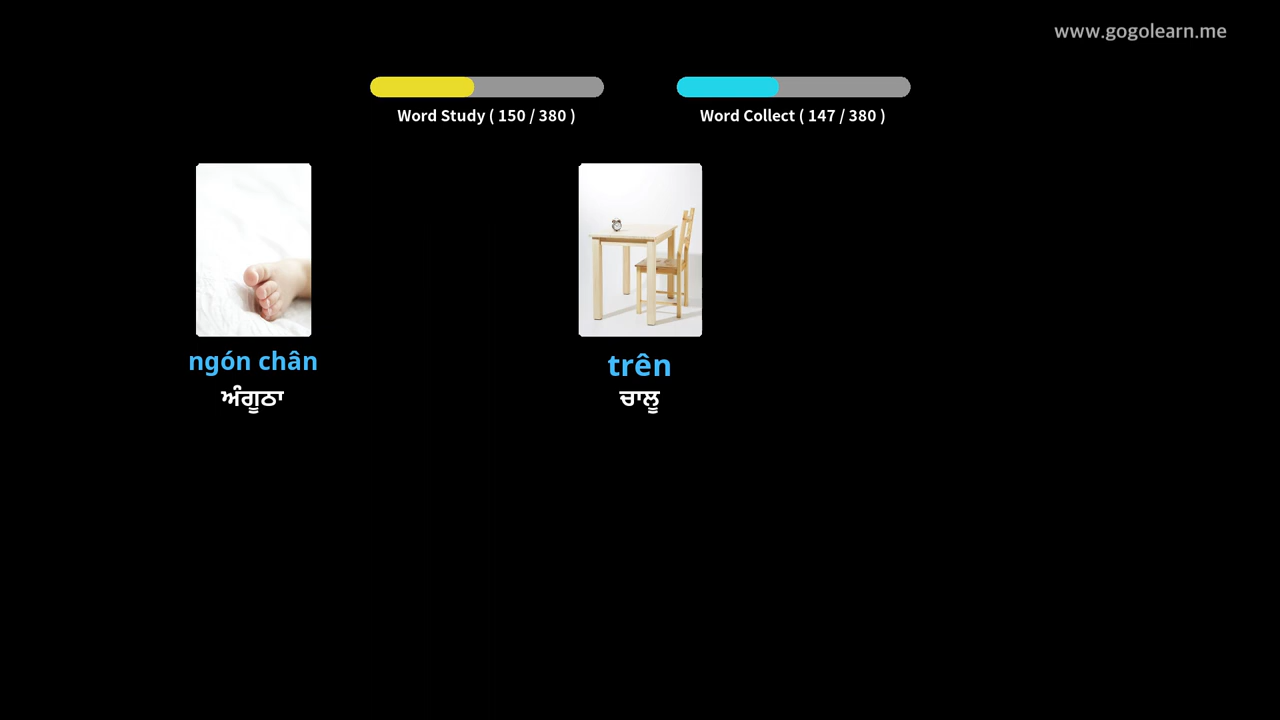 www.gogolearn.me
Word Study ( 150 / 380 )
Word Collect ( 147 / 380 )
ngón chân
ਅੰਗੂਠਾ
trên
ਚਾਲੂ